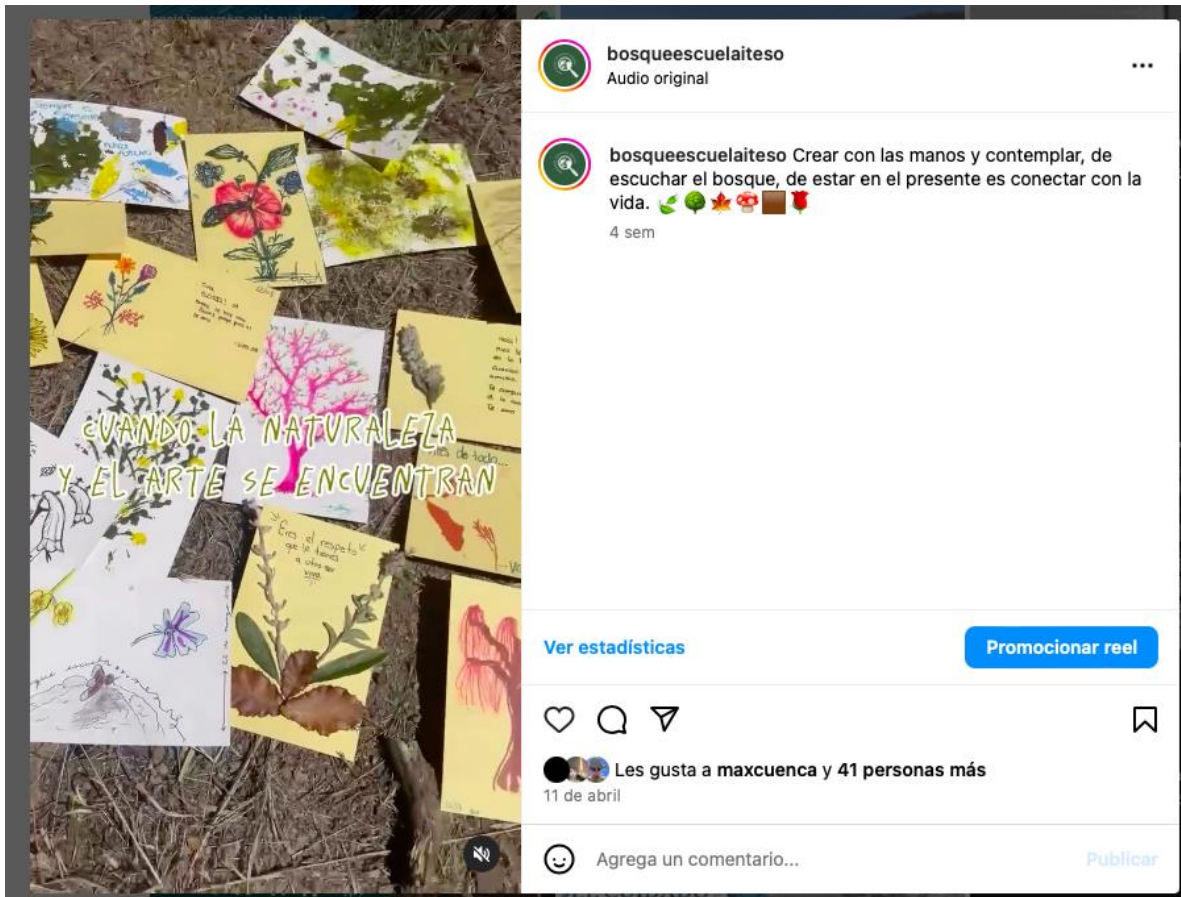 bosqueescuelaiteso
Audio original
bosqueescuelaiteso Crear con las manos y contemplar, de
escuchar el bosque, de estar en el presente es conectar con la
vida.
4 sem
CUANDO LA NATURALEZA
Y EL ARTE SE ENCUENTRAN
de todo...
Eres el respeto
que le tienes
a otro ser
vivo
Ver estadísticas
Promocionar reel
Les gusta a maxcuenca y 41 personas más
11 de abril
Agrega un comentario...
Publicar